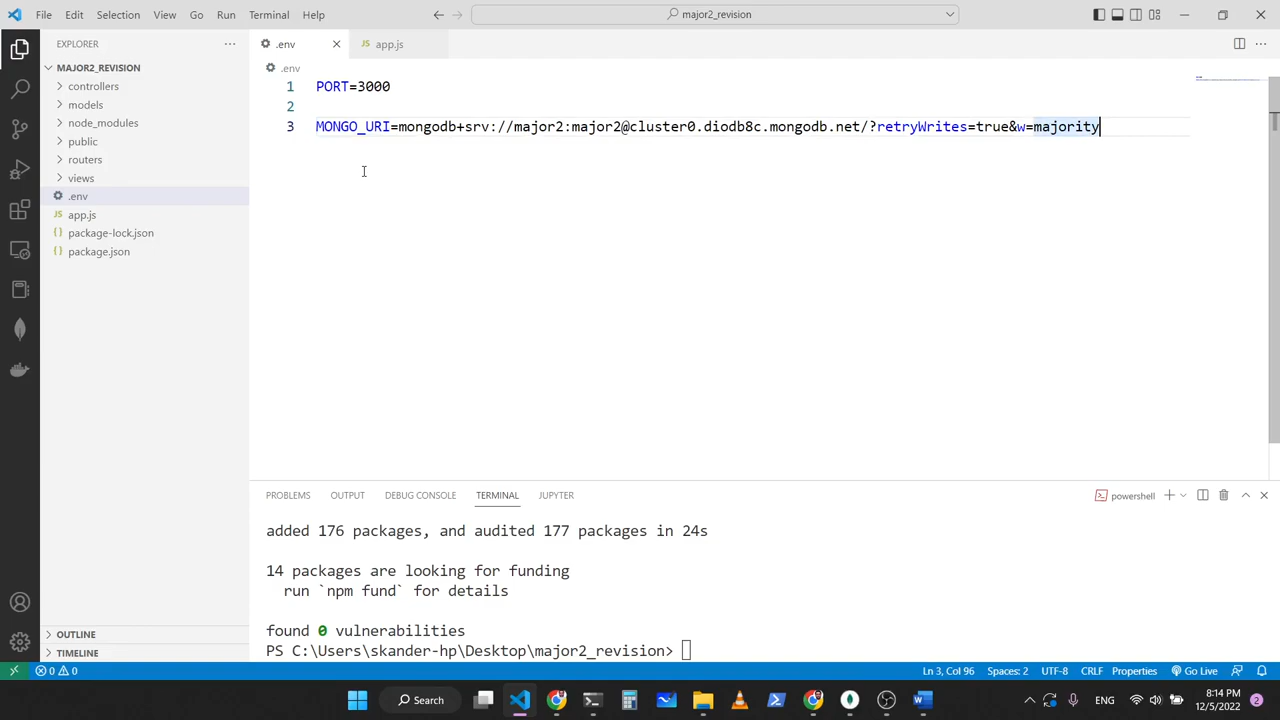 File Edit Selection View Go Run Terminal Help
major2_revision
EXPLORER
.env
app.js
MAJOR2_REVISION
controllers
models
node_modules
public
routers
views
.env
app.js
package-lock.json
package.json
OUTLINE
TIMELINE
.env
1 PORT=3000
2
3 MONGO_URI=mongodb+srv://major2:major2@cluster0.diodb8c.mongodb.net/?retryWrites=true&w=majority
PROBLEMS OUTPUT DEBUG CONSOLE TERMINAL JUPYTER
powershell
added 176 packages, and audited 177 packages in 24s
14 packages are looking for funding
run `npm fund` for details
found 0 vulnerabilities
PS C:\Users\skander-hp\Desktop\major2_revision>
0 0 Ln 3, Col 96 Spaces: 2 UTF-8 CRLF Properties Go Live
Search
ENG
8:14 PM
12/5/2022
2